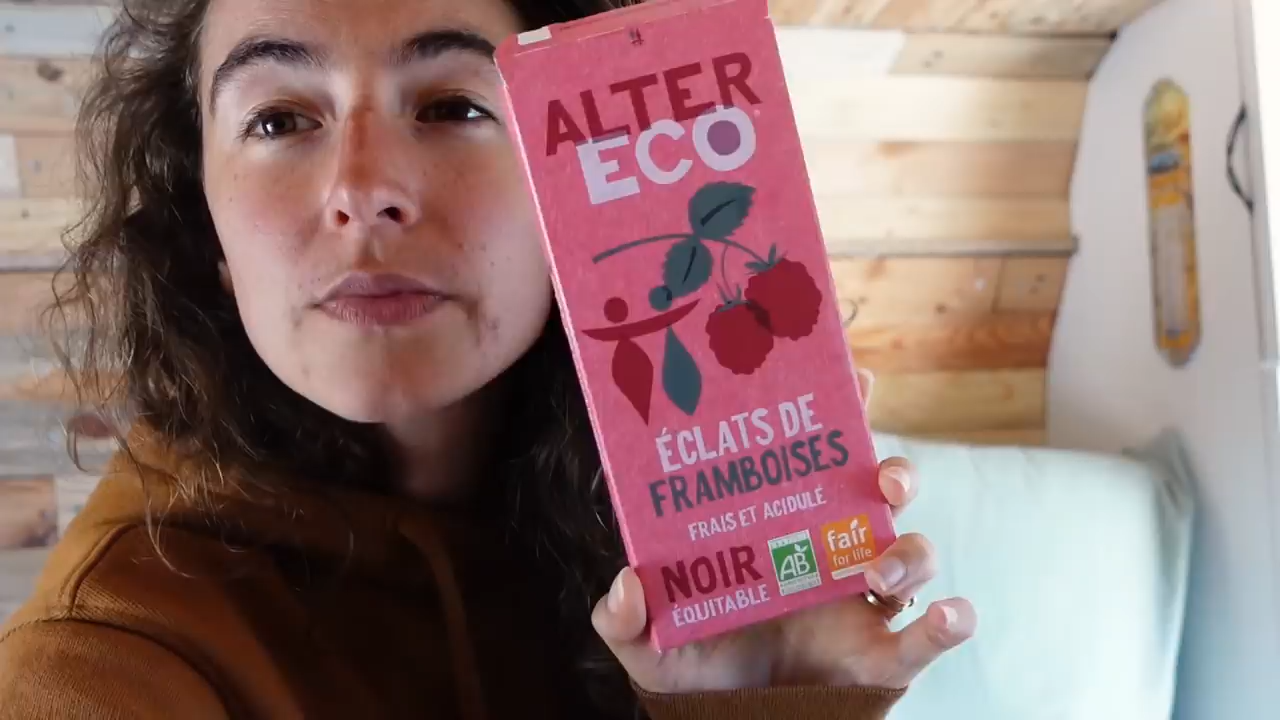 ALTER
ECO
ÉCLATS DE
FRAMBOISES
FRAIS ET ACIDULÉ
NOIR
ÉQUITABLE
AB
fair
for life